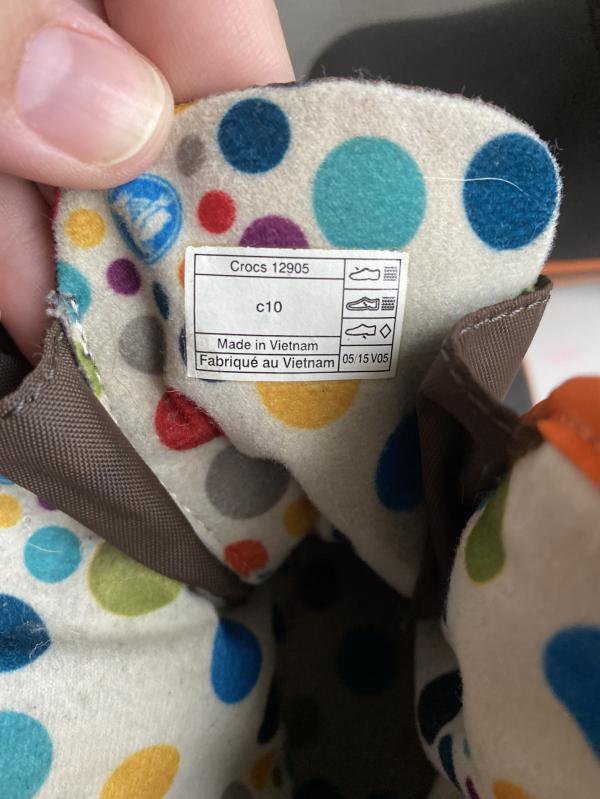 Crocs 12905
c10
Made in Vietnam
Fabriqué au Vietnam
05/15 V05